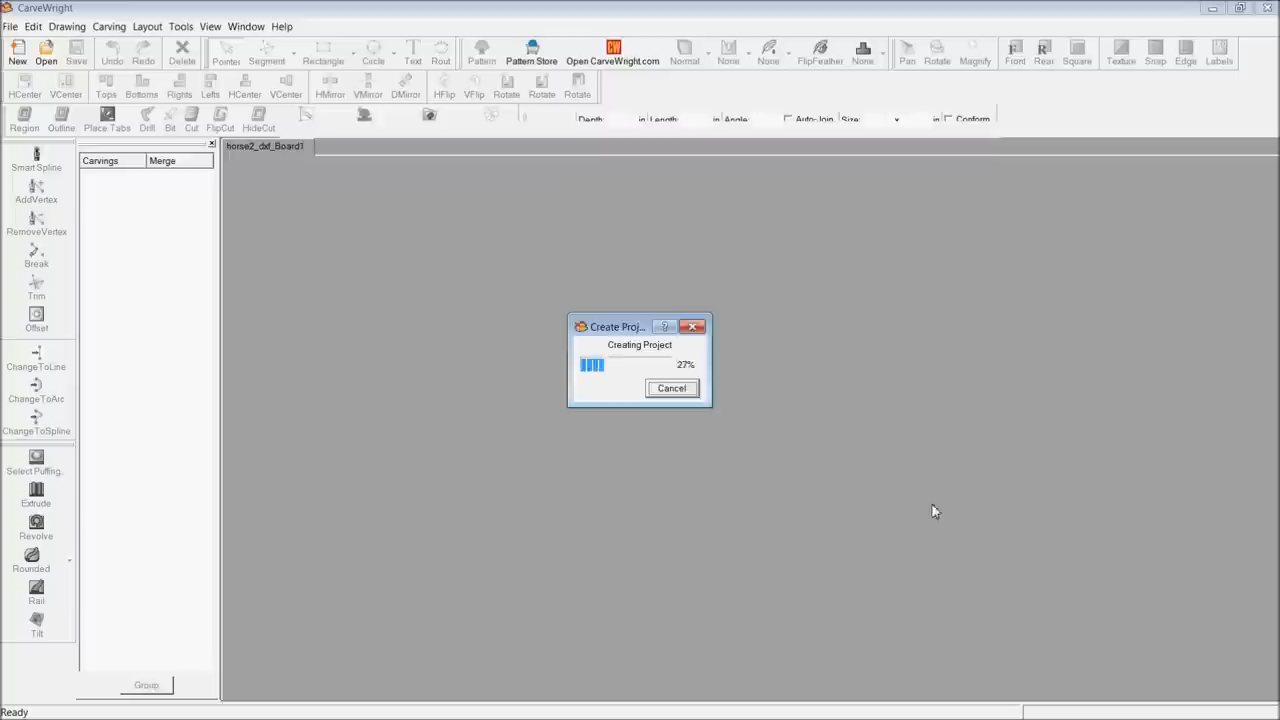 CarveWright
File Edit Drawing Carving Layout Tools View Window Help
New Open Save Undo Redo Delete Pointer Segment Rectangle Circle Text Rout Pattern Pattern Store CW Open CarveWright.com Normal None None FlipFeather None Pan Rotate Magnify F Front R Rear Square Texture Snap Edge Labels
HCenter VCenter Tops Bottoms Rights Lefts HCenter VCenter HMirror VMirror DMirror HFlip VFlip Rotate Rotate Rotate
Region Outline Place Tabs Drill Bit Cut FlipCut HideCut Depth: in Length: in Angle: Auto-Join Size: x in Conform
horse2_dxf_Board1
Carvings Merge
Smart Spline
AddVertex
RemoveVertex
Break
Trim
Offset
ChangeToLine
ChangeToArc
ChangeToSpline
Select Puffing.
Extrude
Revolve
Rounded
Rail
Tilt
Create Proj...
Creating Project
27%
Cancel
Group
Ready